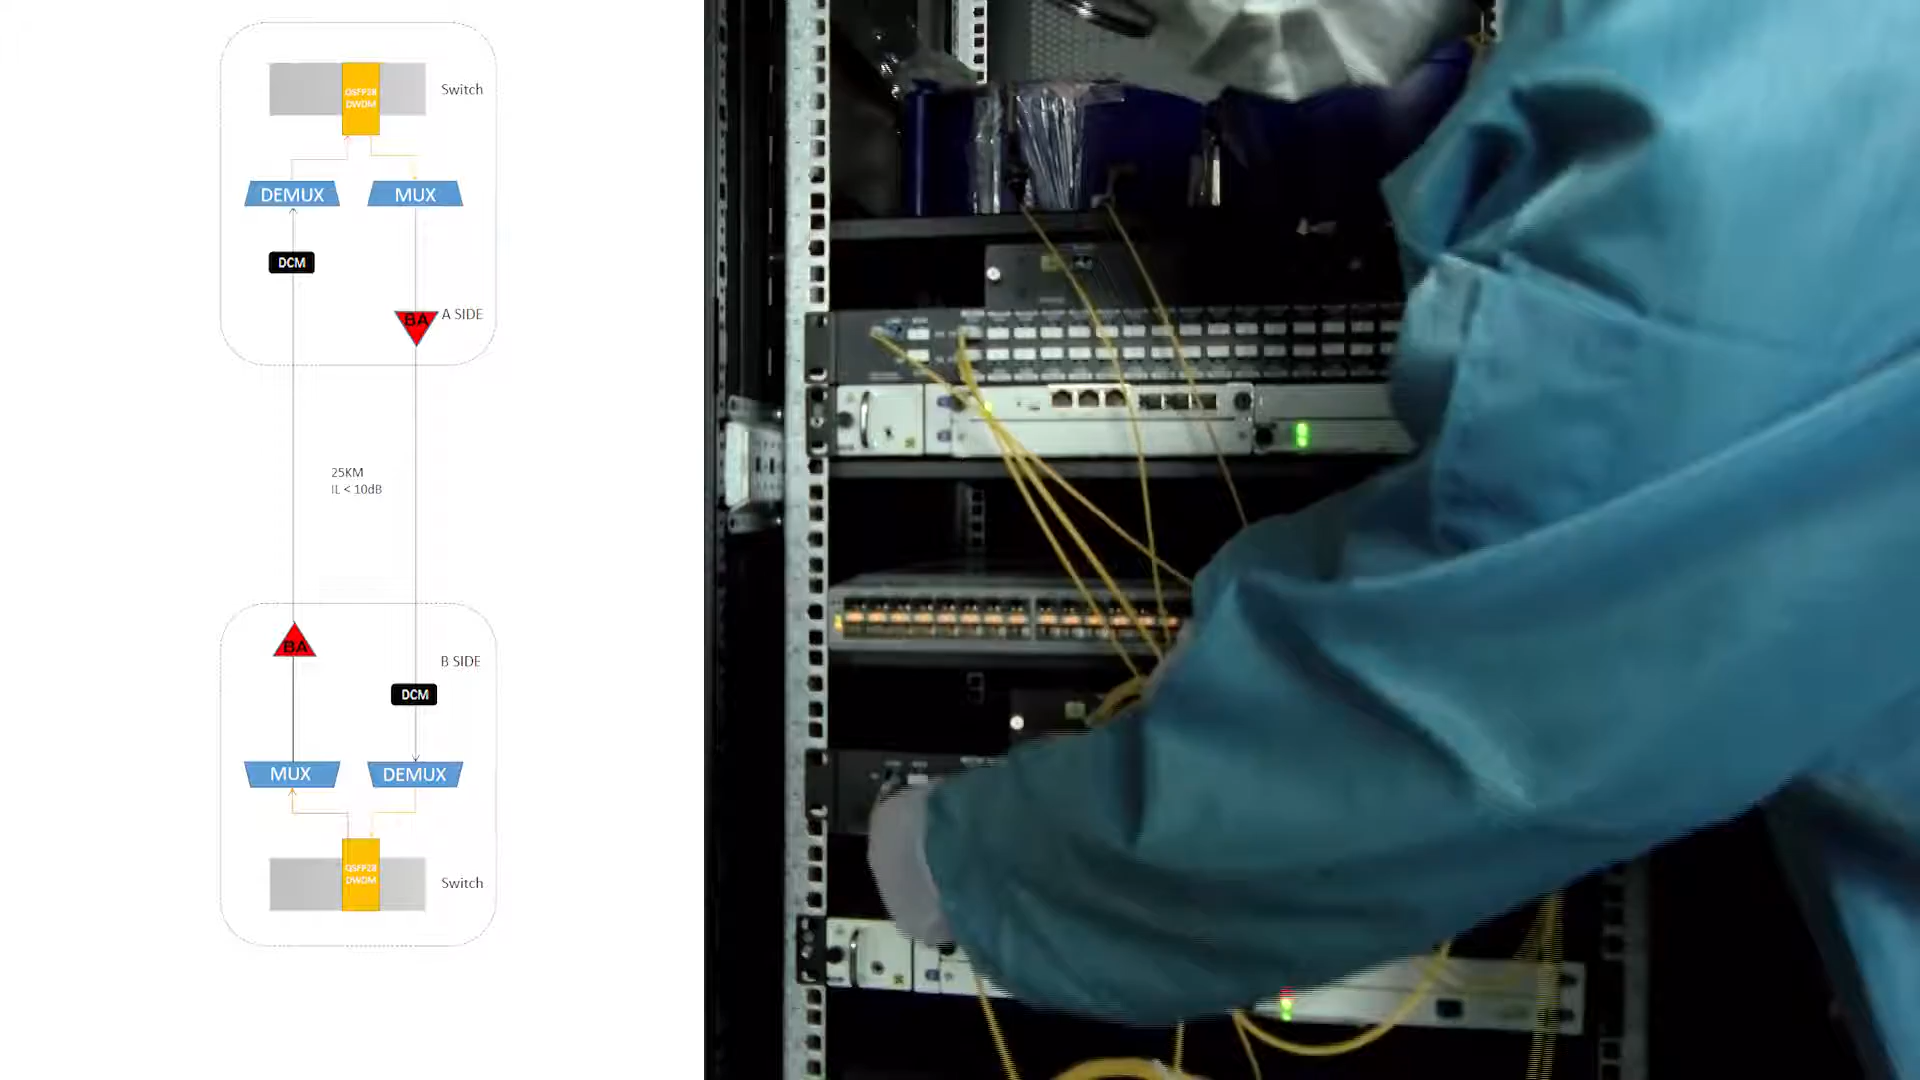 QSFP28
DWDM
Switch
DEMUX
MUX
DCM
BA
A SIDE
25KM
IL < 10dB
BA
B SIDE
DCM
MUX
DEMUX
QSFP28
DWDM
Switch